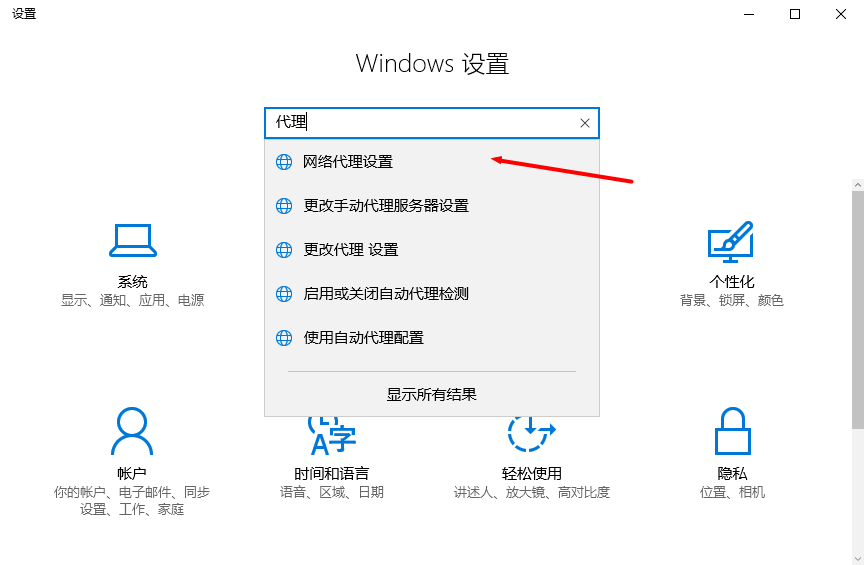 设置
Windows 设置
代理
网络代理设置
更改手动代理服务器设置
更改代理 设置
启用或关闭自动代理检测
使用自动代理配置
显示所有结果
系统
显示、通知、应用、电源
个性化
背景、锁屏、颜色
帐户
你的帐户、电子邮件、同步
设置、工作、家庭
时间和语言
语音、区域、日期
轻松使用
讲述人、放大镜、高对比度
隐私
位置、相机